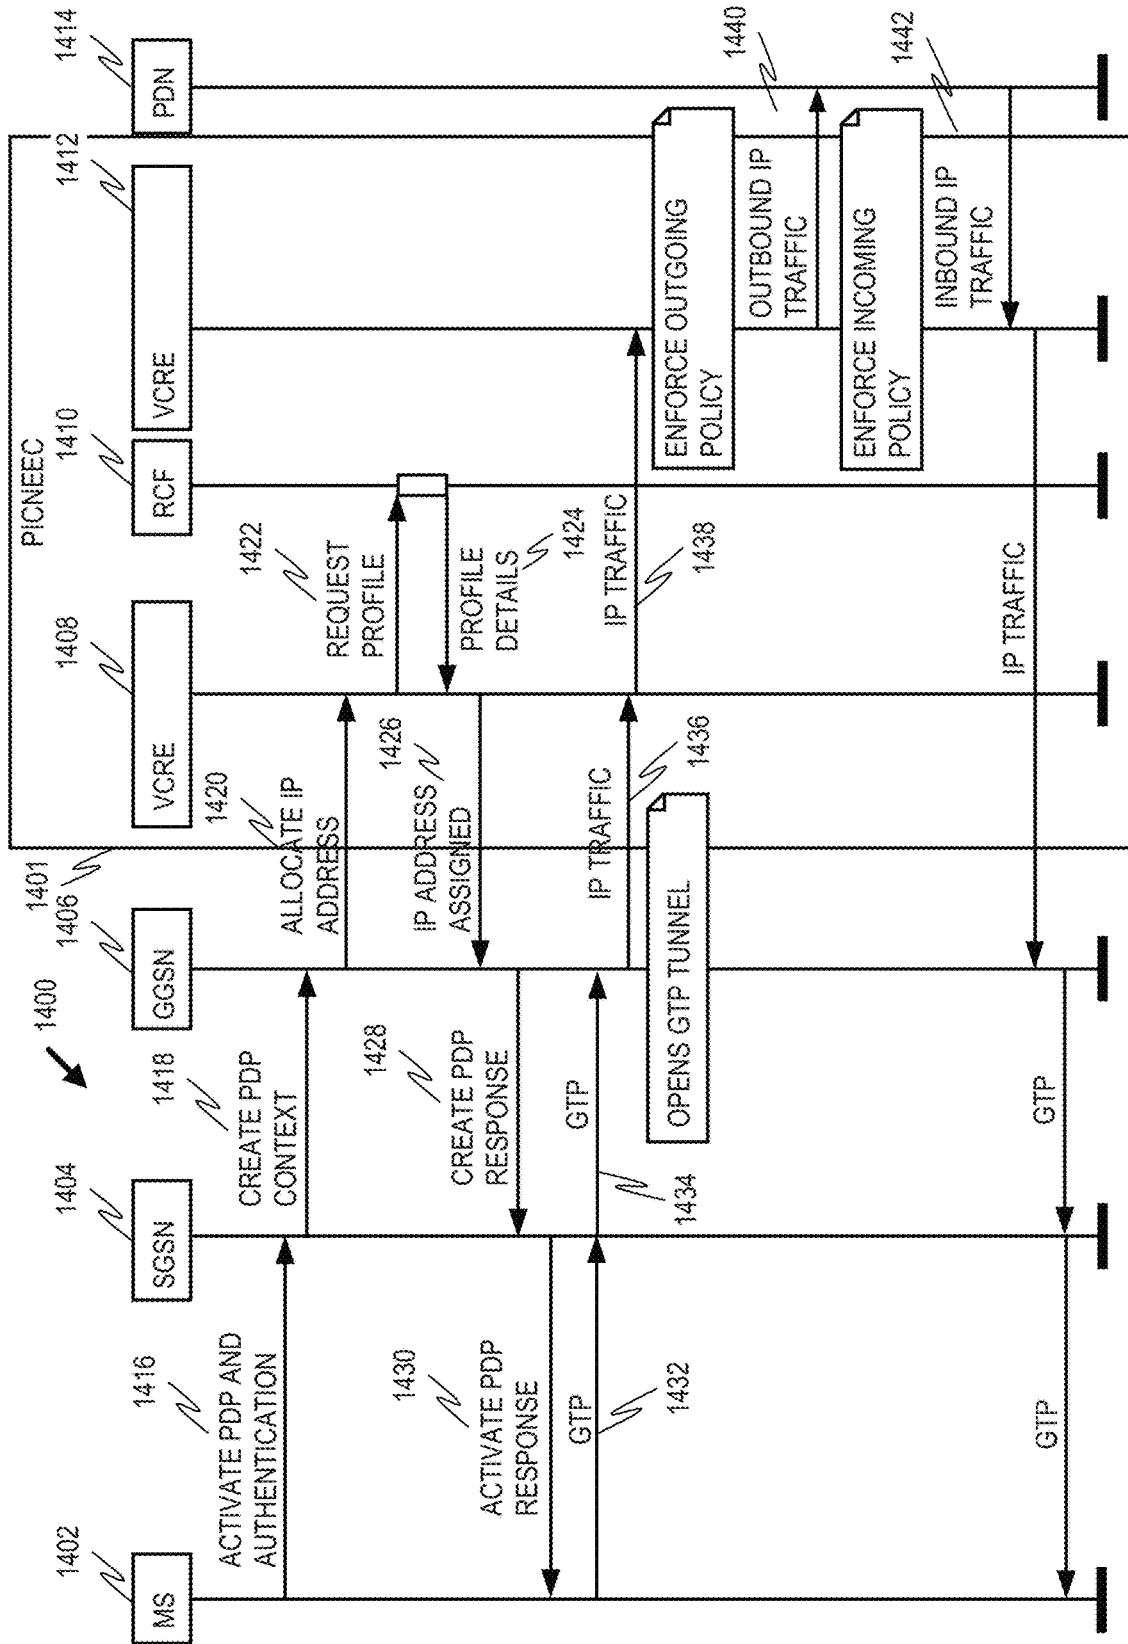 1400
PICNEEC
1402
1404
1406
1401
1408
1410
1412
1414
MS
SGSN
GGSN
VCRE
RCF
VCRE
PDN
1416
ACTIVATE PDP AND
AUTHENTICATION
1418
CREATE PDP
CONTEXT
1420
ALLOCATE IP
ADDRESS
1422
REQUEST
PROFILE
PROFILE
DETAILS
1424
1426
IP ADDRESS
ASSIGNED
1428
CREATE PDP
RESPONSE
1430
ACTIVATE PDP
RESPONSE
GTP
1432
GTP
1434
IP TRAFFIC
1436
IP TRAFFIC
1438
OPENS GTP TUNNEL
ENFORCE OUTGOING
POLICY
OUTBOUND IP
TRAFFIC
1440
ENFORCE INCOMING
POLICY
INBOUND IP
TRAFFIC
1442
IP TRAFFIC
GTP
GTP